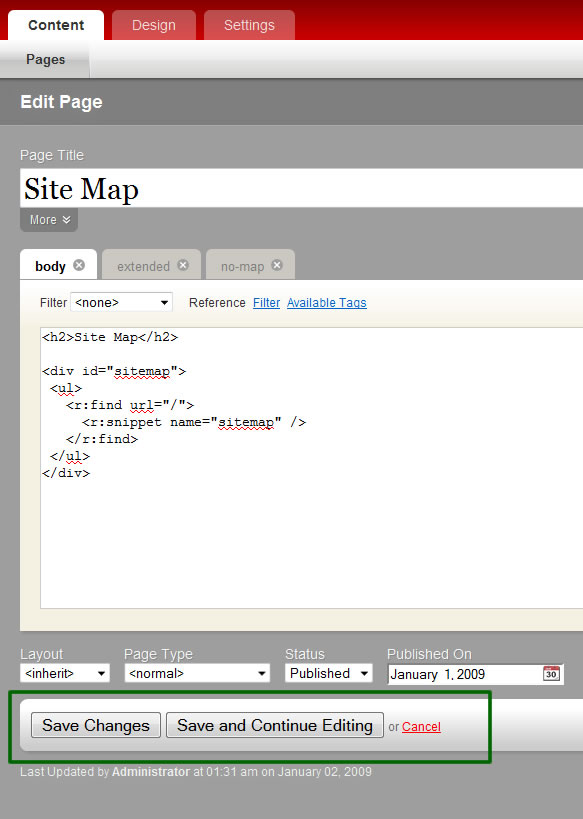 Content Design Settings
Pages
Edit Page
Page Title
Site Map
More
body extended no-map
Filter <none> Reference Filter Available Tags
<h2>Site Map</h2>
<div id="sitemap">
<ul>
<r:find url="/">
<r:snippet name="sitemap" />
</r:find>
</ul>
</div>
Layout Page Type Status Published On
<inherit> <normal> Published January 1, 2009 30
Save Changes Save and Continue Editing or Cancel
Last Updated by Administrator at 01:31 am on January 02, 2009